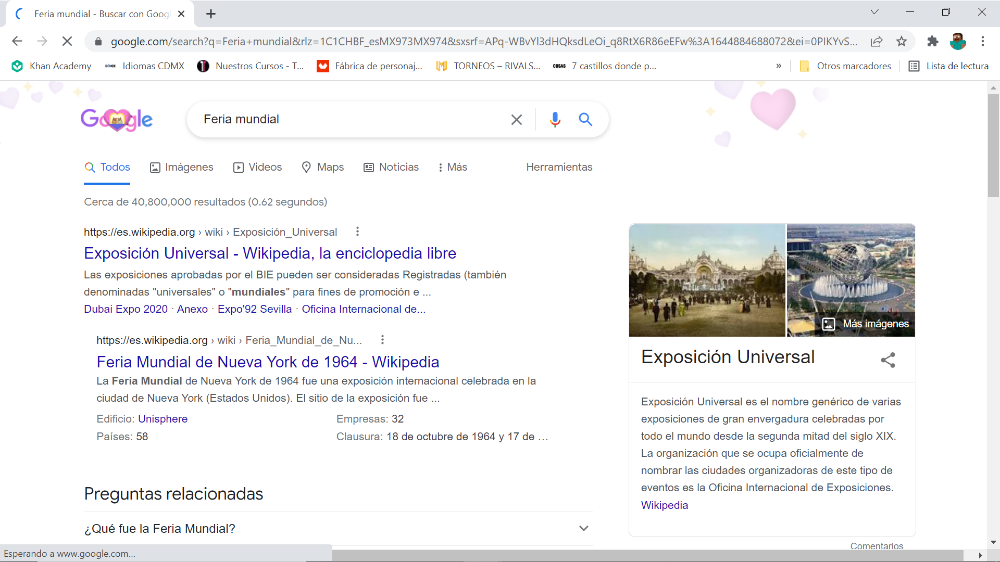 Feria mundial - Buscar con Goog
google.com/search?q=Feria+mundial&rlz=1C1CHBF_esMX973MX974&sxsrf=APq-WBvYl3dHQksdLeOi_q8RtX6R86eEFw%3A1644884688072&ei=0PIKYvS...
Khan Academy
Idiomas CDMX
Nuestros Cursos - T...
Fábrica de personaj...
TORNEOS – RIVALS...
COSAS 7 castillos donde p...
»
Otros marcadores
Lista de lectura
Google
Feria mundial
Todos
Imágenes
Videos
Maps
Noticias
Más
Herramientas
Cerca de 40,800,000 resultados (0.62 segundos)
https://es.wikipedia.org › wiki › Exposición_Universal
Exposición Universal - Wikipedia, la enciclopedia libre
Las exposiciones aprobadas por el BIE pueden ser consideradas Registradas (también
denominadas "universales" o "mundiales" para fines de promoción e ...
Dubai Expo 2020 · Anexo · Expo'92 Sevilla · Oficina Internacional de...
https://es.wikipedia.org › wiki › Feria_Mundial_de_Nu...
Feria Mundial de Nueva York de 1964 - Wikipedia
La Feria Mundial de Nueva York de 1964 fue una exposición internacional celebrada en la
ciudad de Nueva York (Estados Unidos). El sitio de la exposición fue ...
Edificio: Unisphere
Empresas: 32
Países: 58
Clausura: 18 de octubre de 1964 y 17 de …
Preguntas relacionadas
¿Qué fue la Feria Mundial?
Más imágenes
Exposición Universal
Exposición Universal es el nombre genérico de varias
exposiciones de gran envergadura celebradas por
todo el mundo desde la segunda mitad del siglo XIX.
La organización que se ocupa oficialmente de
nombrar las ciudades organizadoras de este tipo de
eventos es la Oficina Internacional de Exposiciones.
Wikipedia
Comentarios
Esperando a www.google.com...